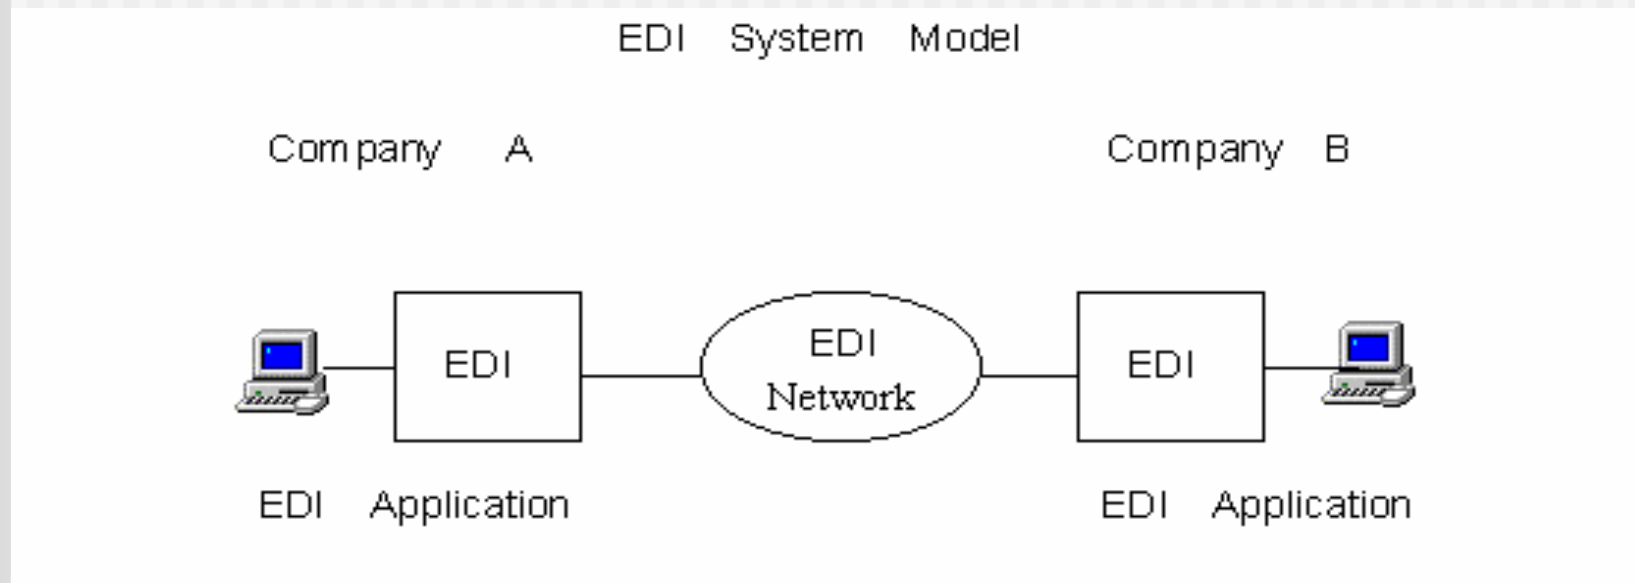 EDI System Model
Company A
Company B
EDI
EDI
Network
EDI
EDI Application
EDI Application